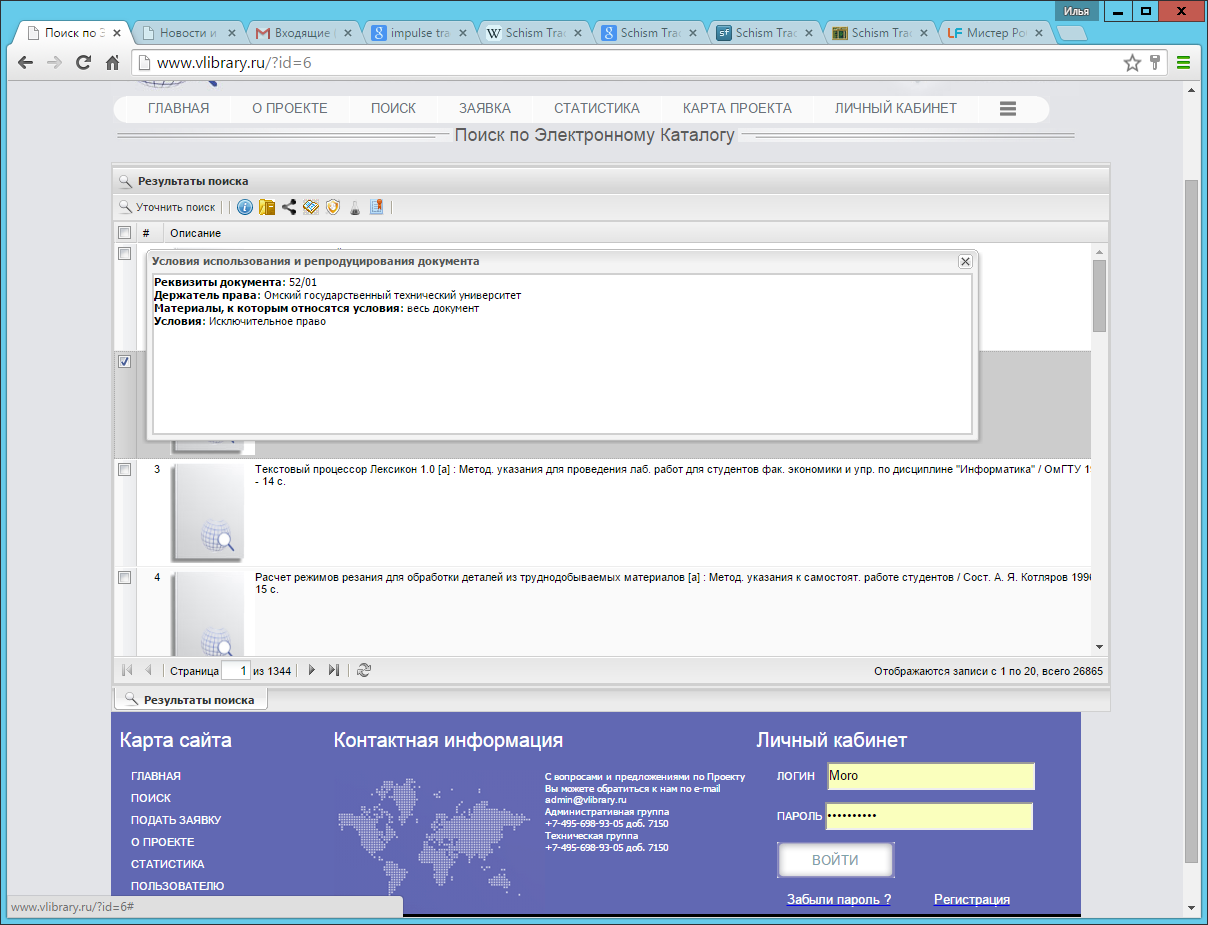 Илья
Поиск по Э
Новости и
Входящие (
impulse tra
Schism Trac
Schism Trac
Schism Trac
Schism Trac
Мистер Ро
www.vlibrary.ru/?id=6
ГЛАВНАЯ О ПРОЕКТЕ ПОИСК ЗАЯВКА СТАТИСТИКА КАРТА ПРОЕКТА ЛИЧНЫЙ КАБИНЕТ
Поиск по Электронному Каталогу
Результаты поиска
Уточнить поиск
# Описание
Условия использования и репродуцирования документа
Реквизиты документа: 52/01
Держатель права: Омский государственный технический университет
Материалы, к которым относятся условия: весь документ
Условия: Исключительное право
3 Текстовый процессор Лексикон 1.0 [a] : Метод. указания для проведения лаб. работ для студентов фак. экономики и упр. по дисциплине "Информатика" / ОмГТУ 19
- 14 с.
4 Расчет режимов резания для обработки деталей из труднодобываемых материалов [a] : Метод. указания к самостоят. работе студентов / Сост. А. Я. Котляров 1996
15 с.
Страница 1 из 1344 Отображаются записи с 1 по 20, всего 26865
Результаты поиска
Карта сайта
ГЛАВНАЯ
ПОИСК
ПОДАТЬ ЗАЯВКУ
О ПРОЕКТЕ
СТАТИСТИКА
ПОЛЬЗОВАТЕЛЮ
Контактная информация
С вопросами и предложениями по Проекту
Вы можете обратиться к нам по e-mail
admin@vlibrary.ru
Административная группа
+7-495-698-93-05 доб. 7150
Техническая группа
+7-495-698-93-05 доб. 7150
Личный кабинет
ЛОГИН Moro
ПАРОЛЬ ••••••••••
ВОЙТИ
Забыли пароль ? Регистрация
www.vlibrary.ru/?id=6#